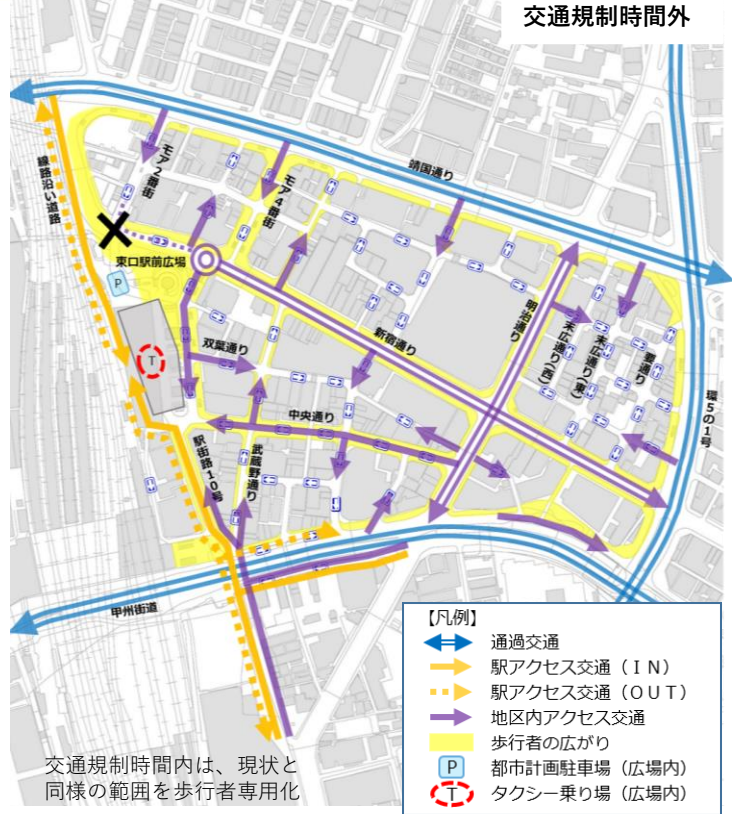 交通規制時間外
靖国通り
線路沿い道路
モア2番街
モア4番街
東口駅前広場
P
T
双葉通り
新宿通り
明治通り
末広通り(西)
末広通り(東)
要通り
環5の1号
中央通り
駅街路10号
武蔵野通り
甲州街道
【凡例】
通過交通
駅アクセス交通（ＩＮ）
駅アクセス交通（ＯＵＴ）
地区内アクセス交通
歩行者の広がり
P 都市計画駐車場（広場内）
T タクシー乗り場（広場内）
交通規制時間内は、現状と
同様の範囲を歩行者専用化